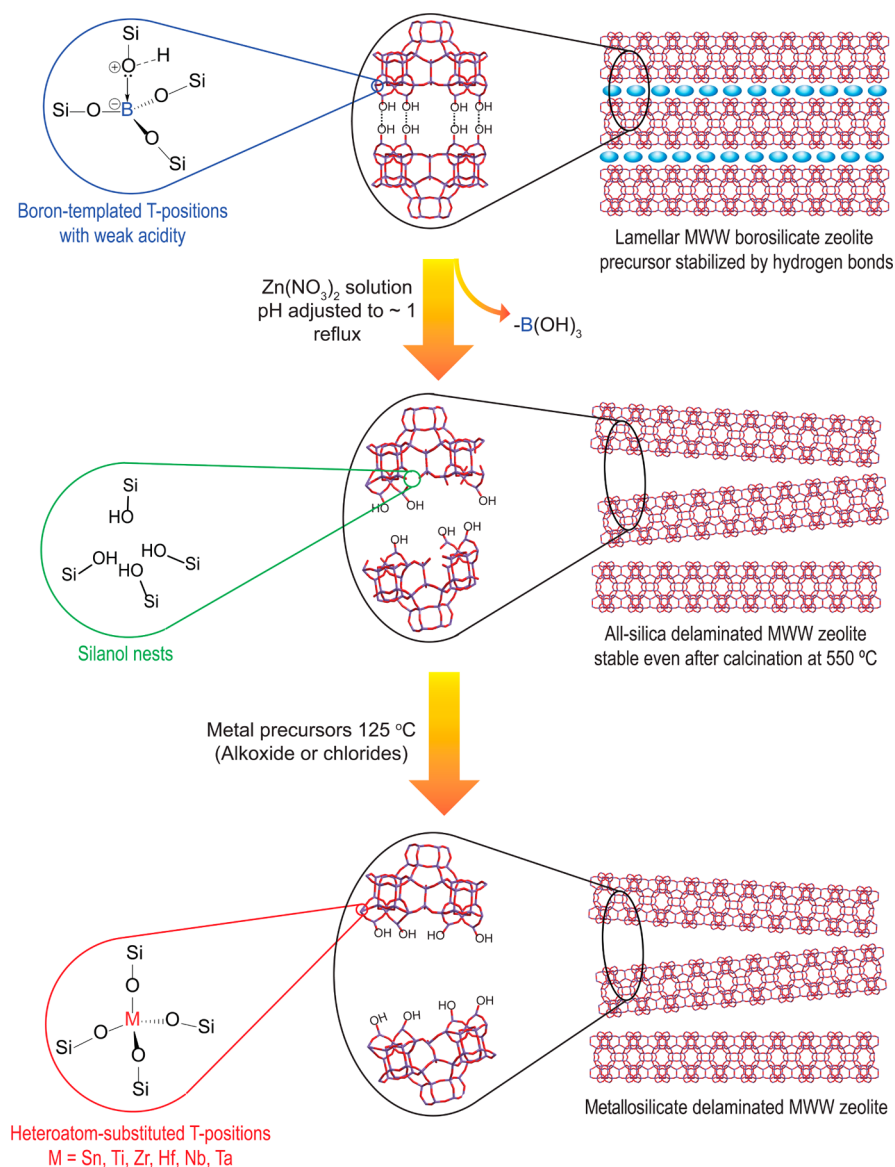 Si
H
O
⊕
Si
Si
O
⊖
B
O
O
Si
OH
OH
OH
OH
OH
OH
OH
OH
Boron-templated T-positions
with weak acidity
Lamellar MWW borosilicate zeolite
precursor stabilized by hydrogen bonds
Zn(NO₃)₂ solution
pH adjusted to ~ 1
reflux
-B(OH)₃
Si
HO
OH
HO
Si
HO
Si
Si
HO
OH
OH
OH
HO
OH
Silanol nests
All-silica delaminated MWW zeolite
stable even after calcination at 550 ºC
Metal precursors 125 ºC
(Alkoxide or chlorides)
Si
O
O
M
O
Si
Si
O
Si
OH
OH
HO
OH
OH
OH
HO
OH
Heteroatom-substituted T-positions
M = Sn, Ti, Zr, Hf, Nb, Ta
Metallosilicate delaminated MWW zeolite